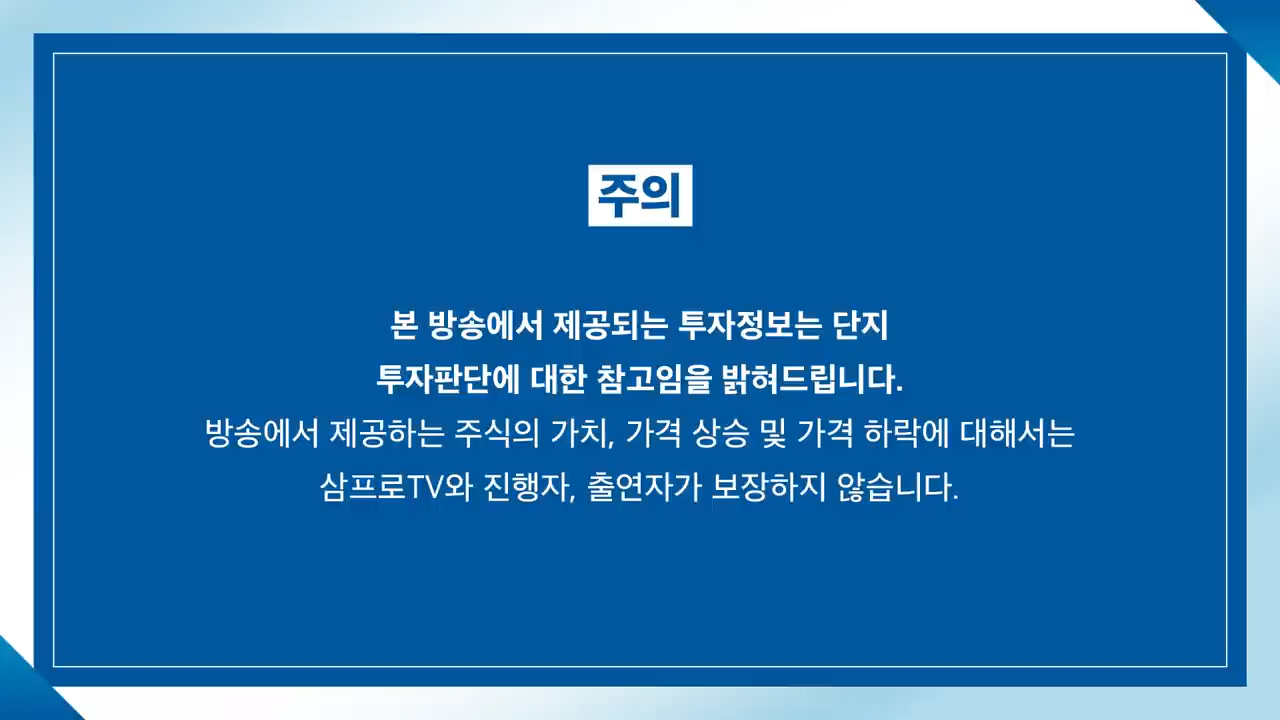 주의
본 방송에서 제공되는 투자정보는 단지
투자판단에 대한 참고임을 밝혀드립니다.
방송에서 제공하는 주식의 가치, 가격 상승 및 가격 하락에 대해서는
삼프로TV와 진행자, 출연자가 보장하지 않습니다.